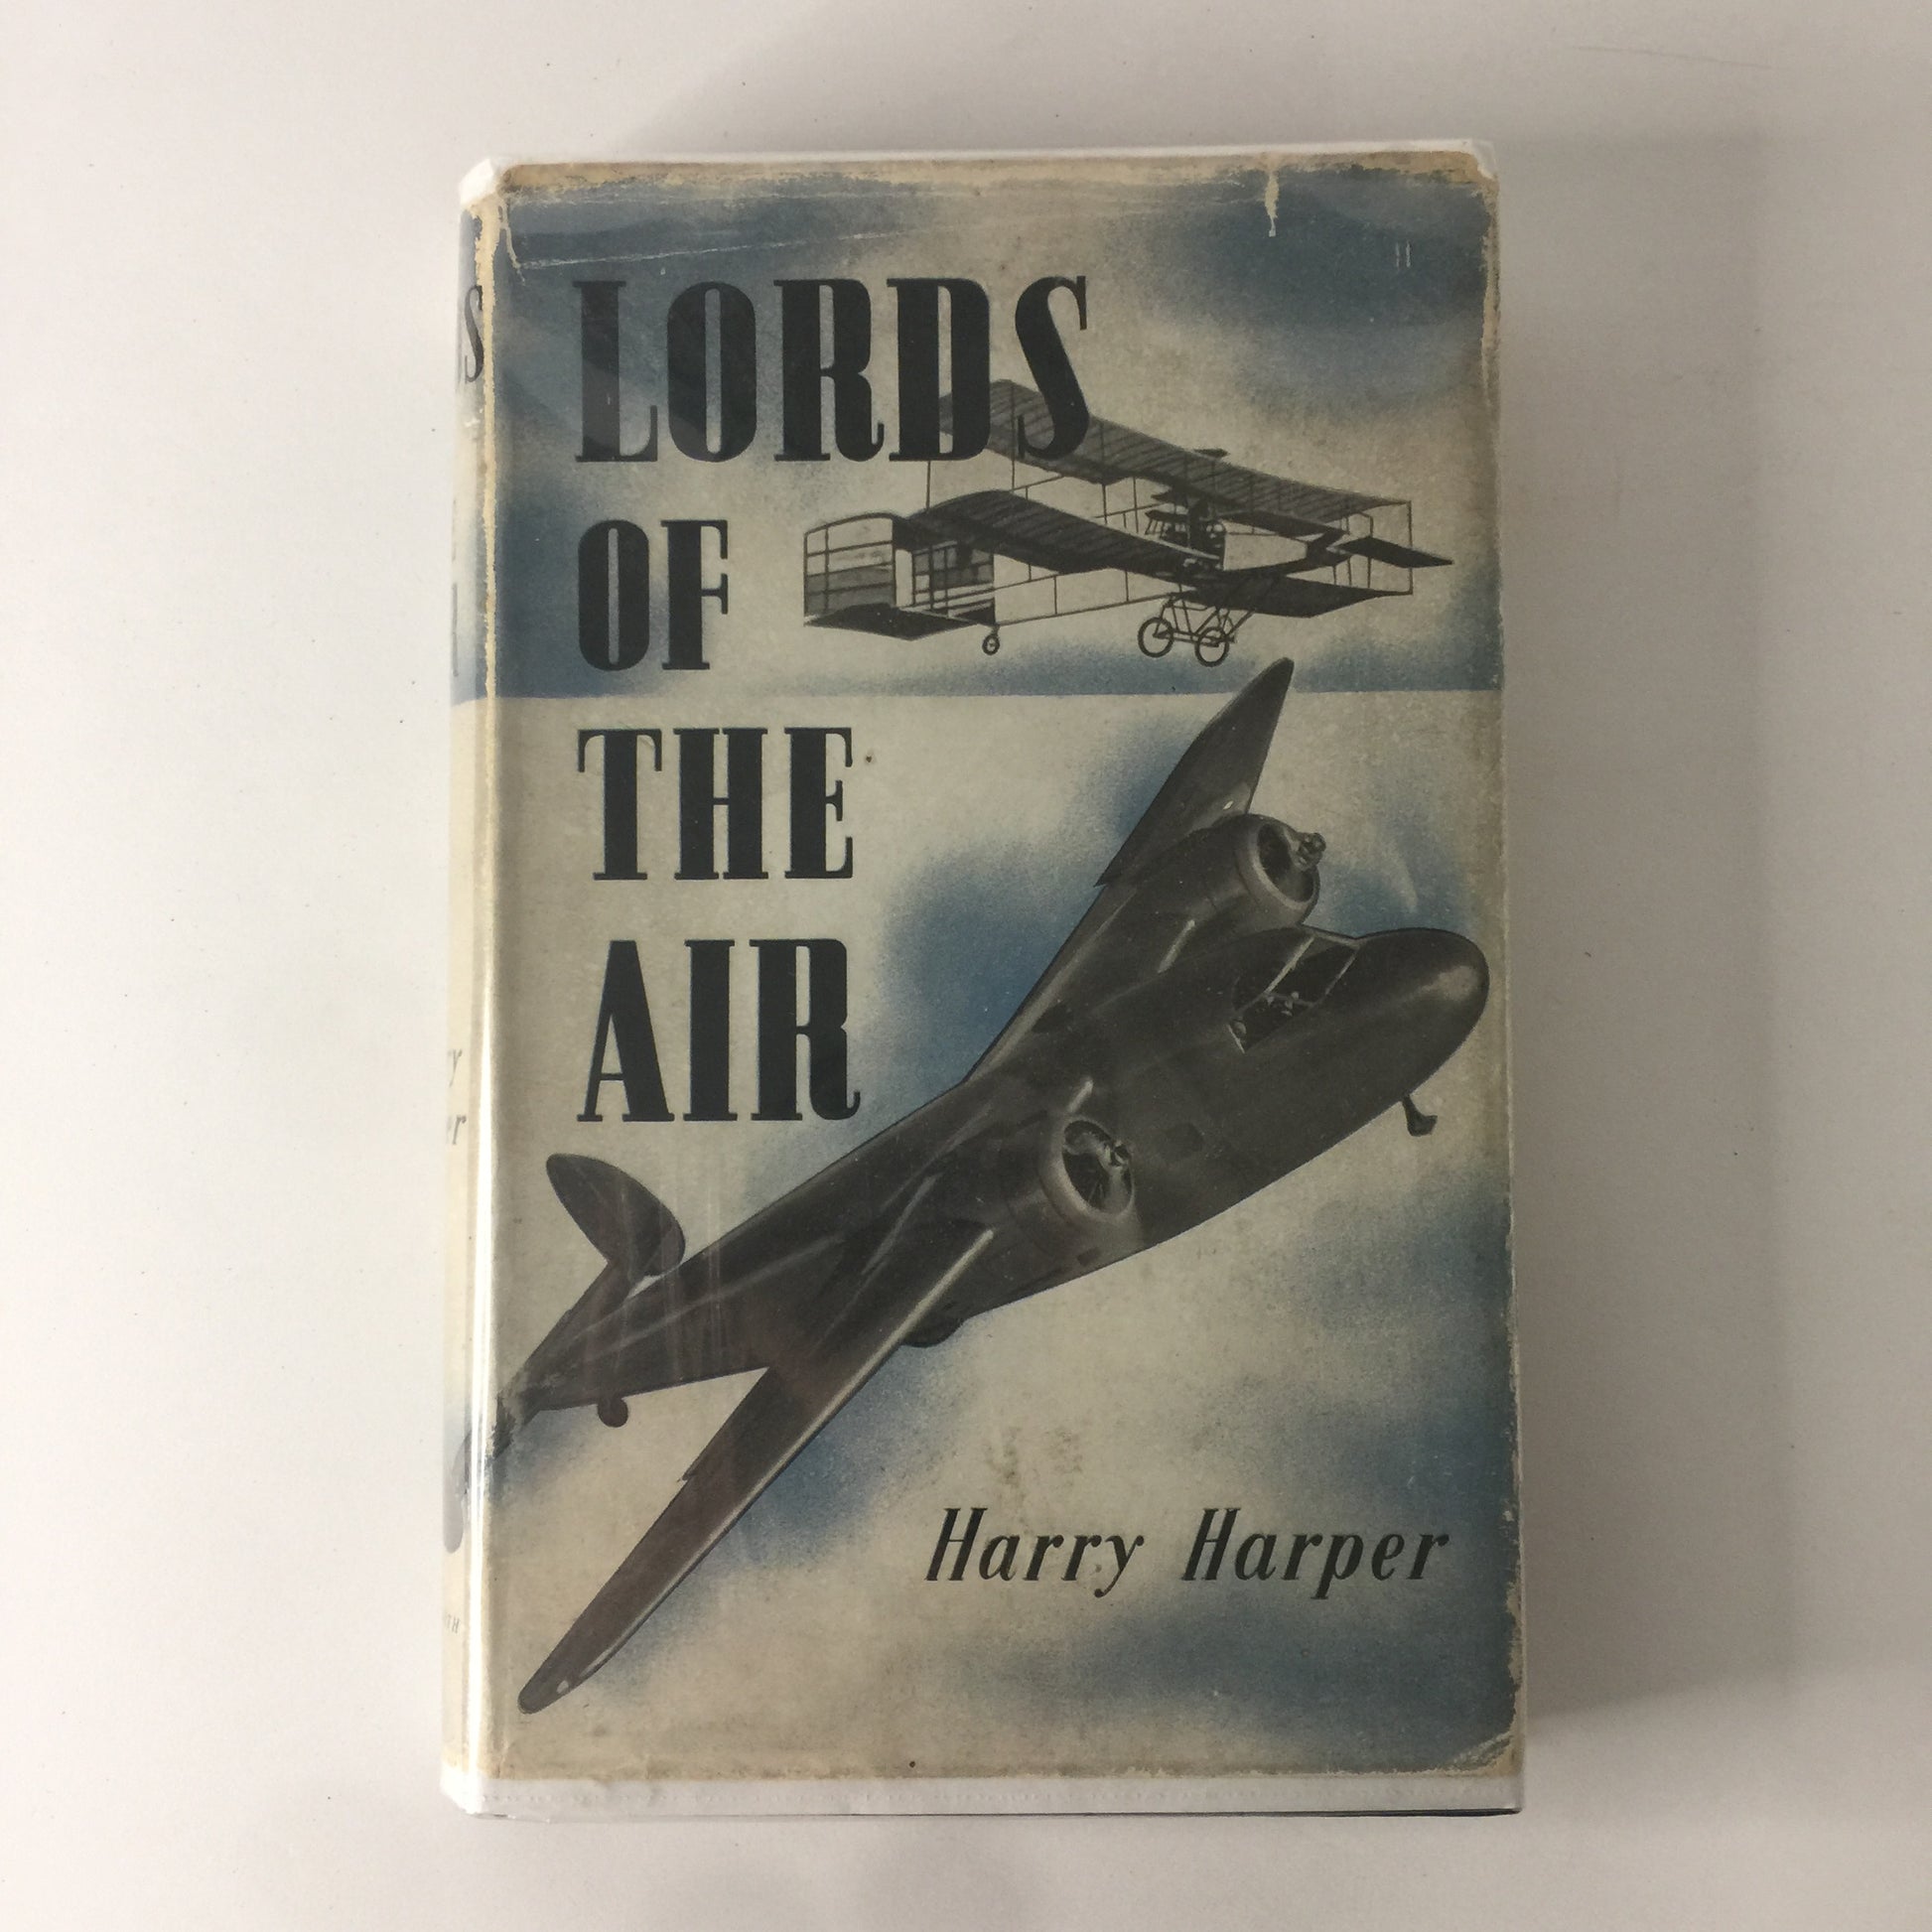 LORDS
OF
THE
AIR
Harry Harper